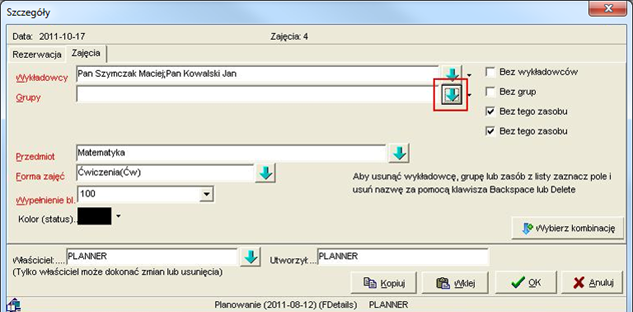 Szczegóły
Data: 2011-10-17 Zajęcia: 4
Rezerwacja Zajęcia
Wykładowcy Pan Szymczak Maciej;Pan Kowalski Jan Bez wykładowców
Grupy Bez grup
Bez tego zasobu
Bez tego zasobu
Przedmiot Matematyka
Forma zajęć Ćwiczenia(Ćw) Aby usunąć wykładowcę, grupę lub zasób z listy zaznacz pole i
usuń nazwę za pomocą klawisza Backspace lub Delete
Wypełnienie bl. 100
Kolor (status)..
Wybierz kombinację
Właściciel:.... PLANNER Utworzył:.... PLANNER
(Tylko właściciel może dokonać zmian lub usunięcia)
Kopiuj Wklej OK Anuluj
Planowanie (2011-08-12) (FDetails) PLANNER